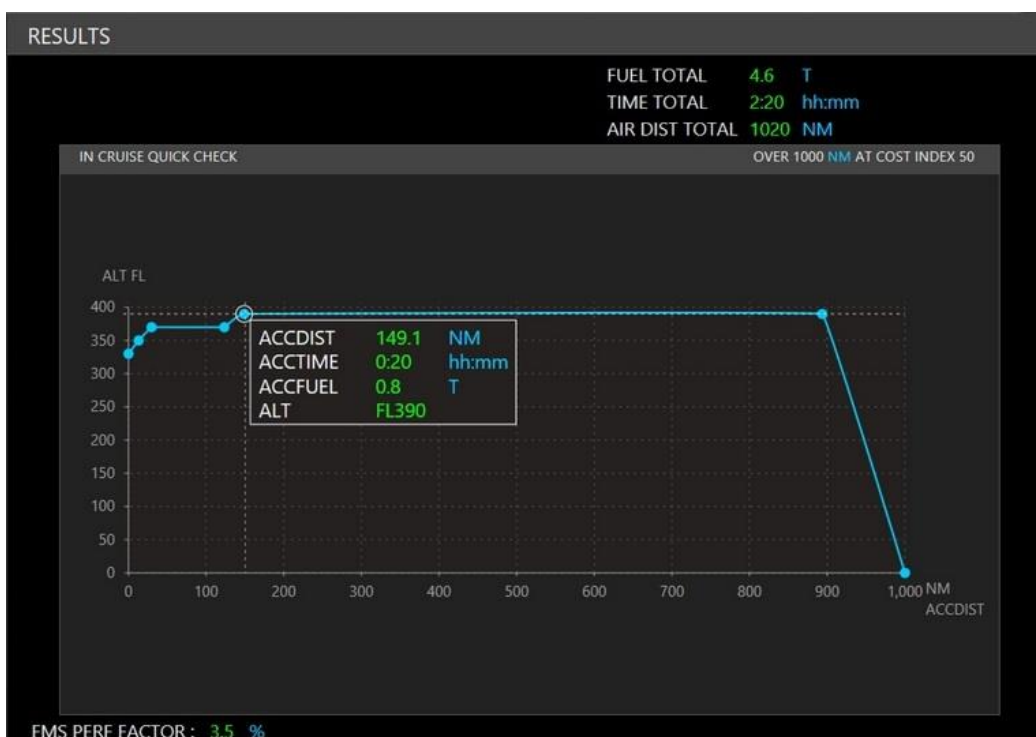 RESULTS
FUEL TOTAL 4.6 T
TIME TOTAL 2:20 hh:mm
AIR DIST TOTAL 1020 NM
IN CRUISE QUICK CHECK OVER 1000 NM AT COST INDEX 50
ALT FL
400
350
300
250
200
150
100
50
0
ACCDIST 149.1 NM
ACCTIME 0:20 hh:mm
ACCFUEL 0.8 T
ALT FL390
0 100 200 300 400 500 600 700 800 900 1,000 NM
ACCDIST
FMS PERF FACTOR : 3.5 %